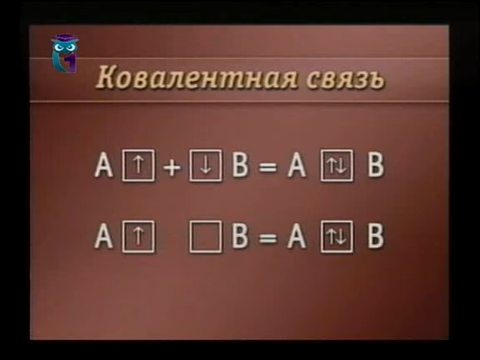 Ковалентная связь
A ↑ + ↓ B = A ↑↓ B
A ↑ B = A ↑↓ B